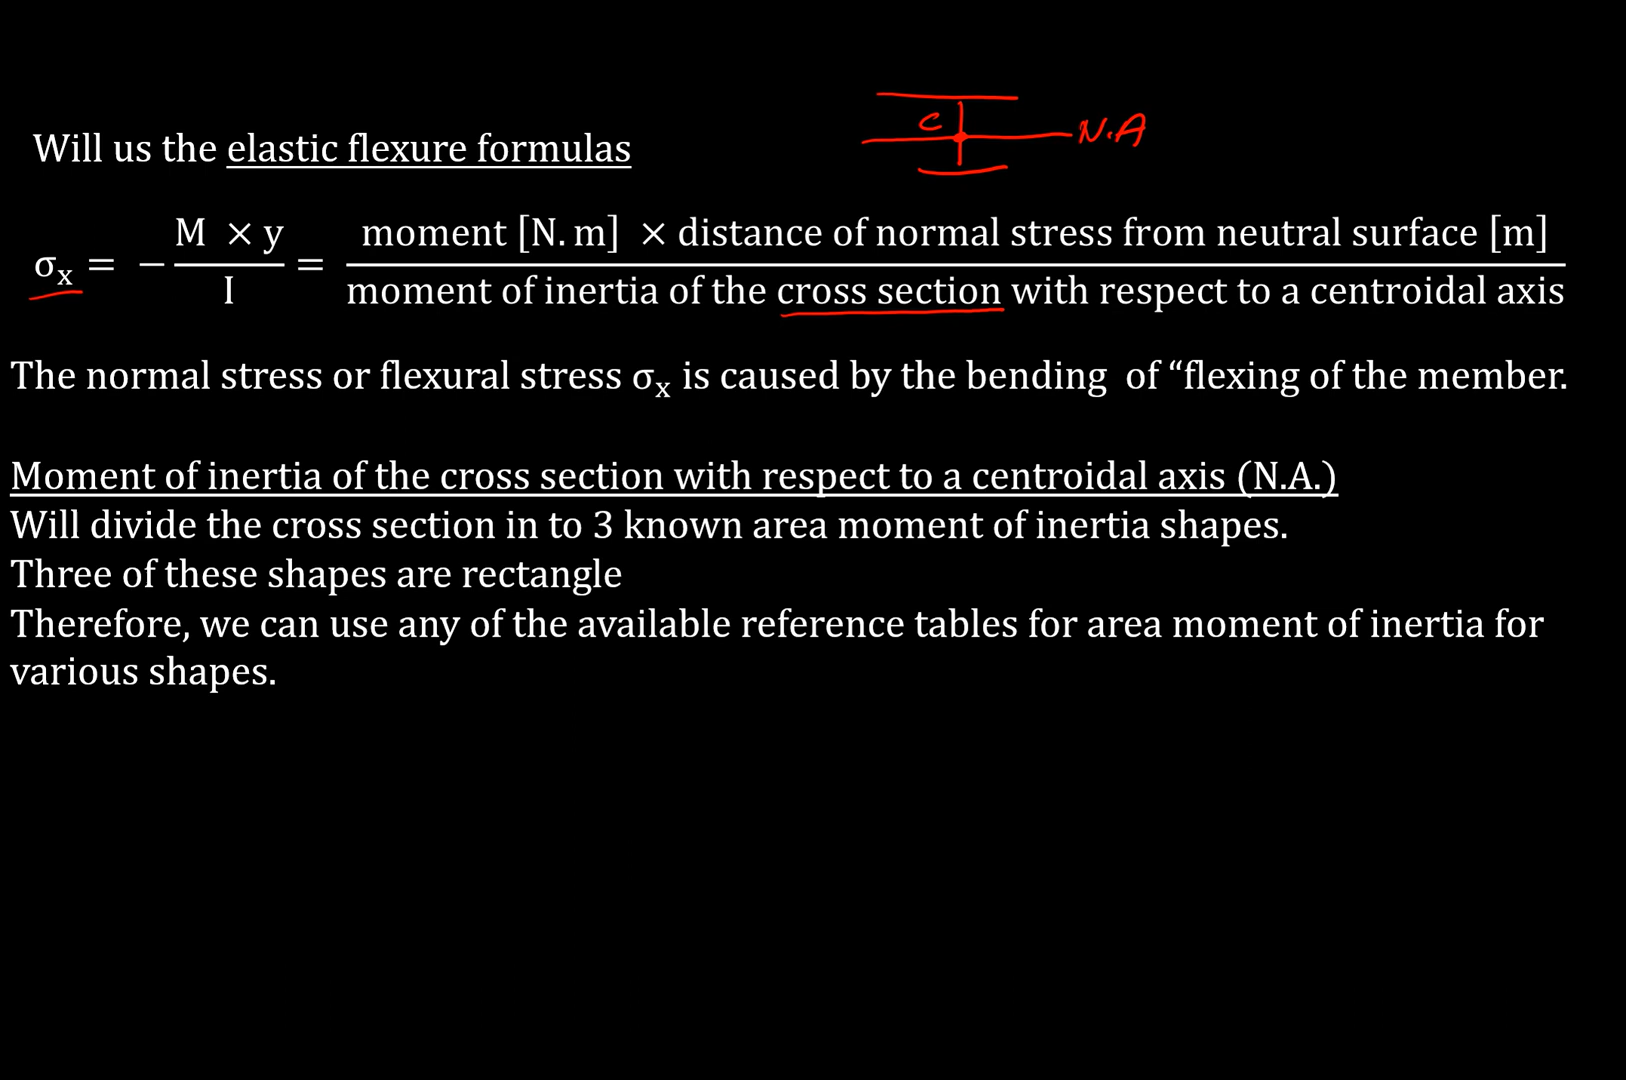 C
N.A
Will us the elastic flexure formulas
σx = − M × y / I = moment [N. m] × distance of normal stress from neutral surface [m] / moment of inertia of the cross section with respect to a centroidal axis
The normal stress or flexural stress σx is caused by the bending of “flexing of the member.
Moment of inertia of the cross section with respect to a centroidal axis (N.A.)
Will divide the cross section in to 3 known area moment of inertia shapes.
Three of these shapes are rectangle
Therefore, we can use any of the available reference tables for area moment of inertia for
various shapes.